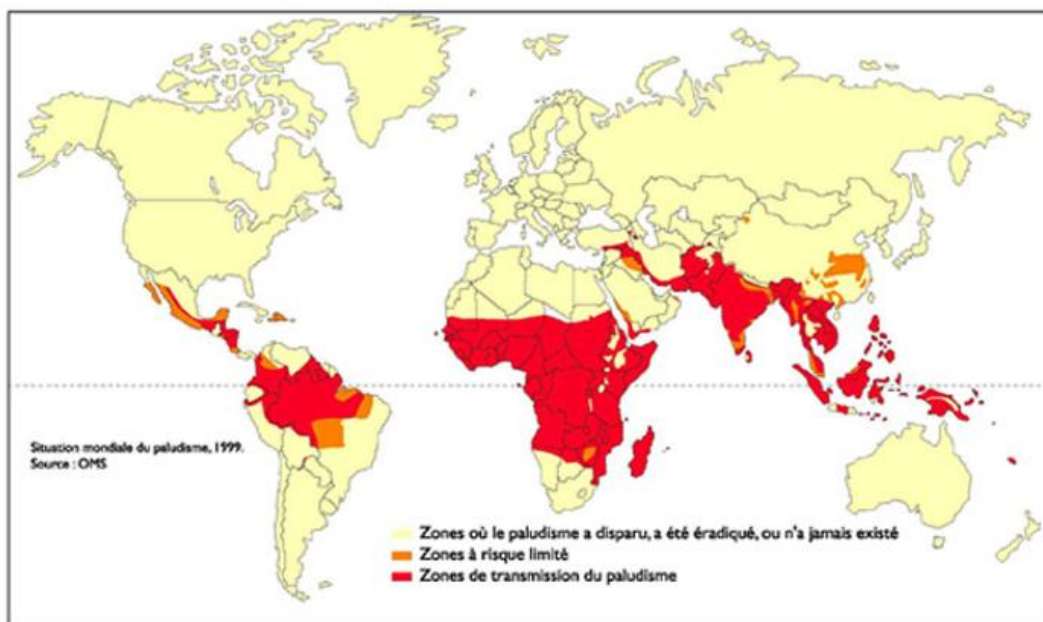 Situation mondiale du paludisme, 1999.
Source : OMS
Zones où le paludisme a disparu, a été éradiqué, ou n'a jamais existé
Zones à risque limité
Zones de transmission du paludisme